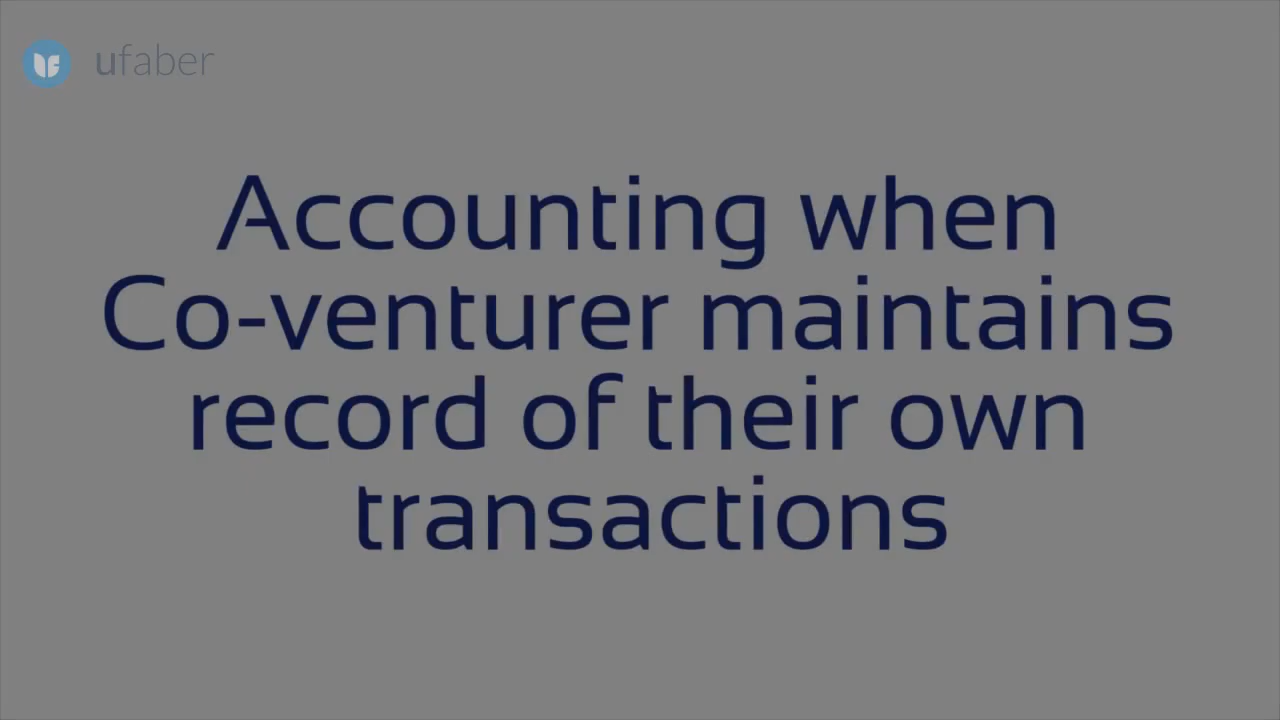 ufaber
Accounting when
Co-venturer maintains
record of their own
transactions